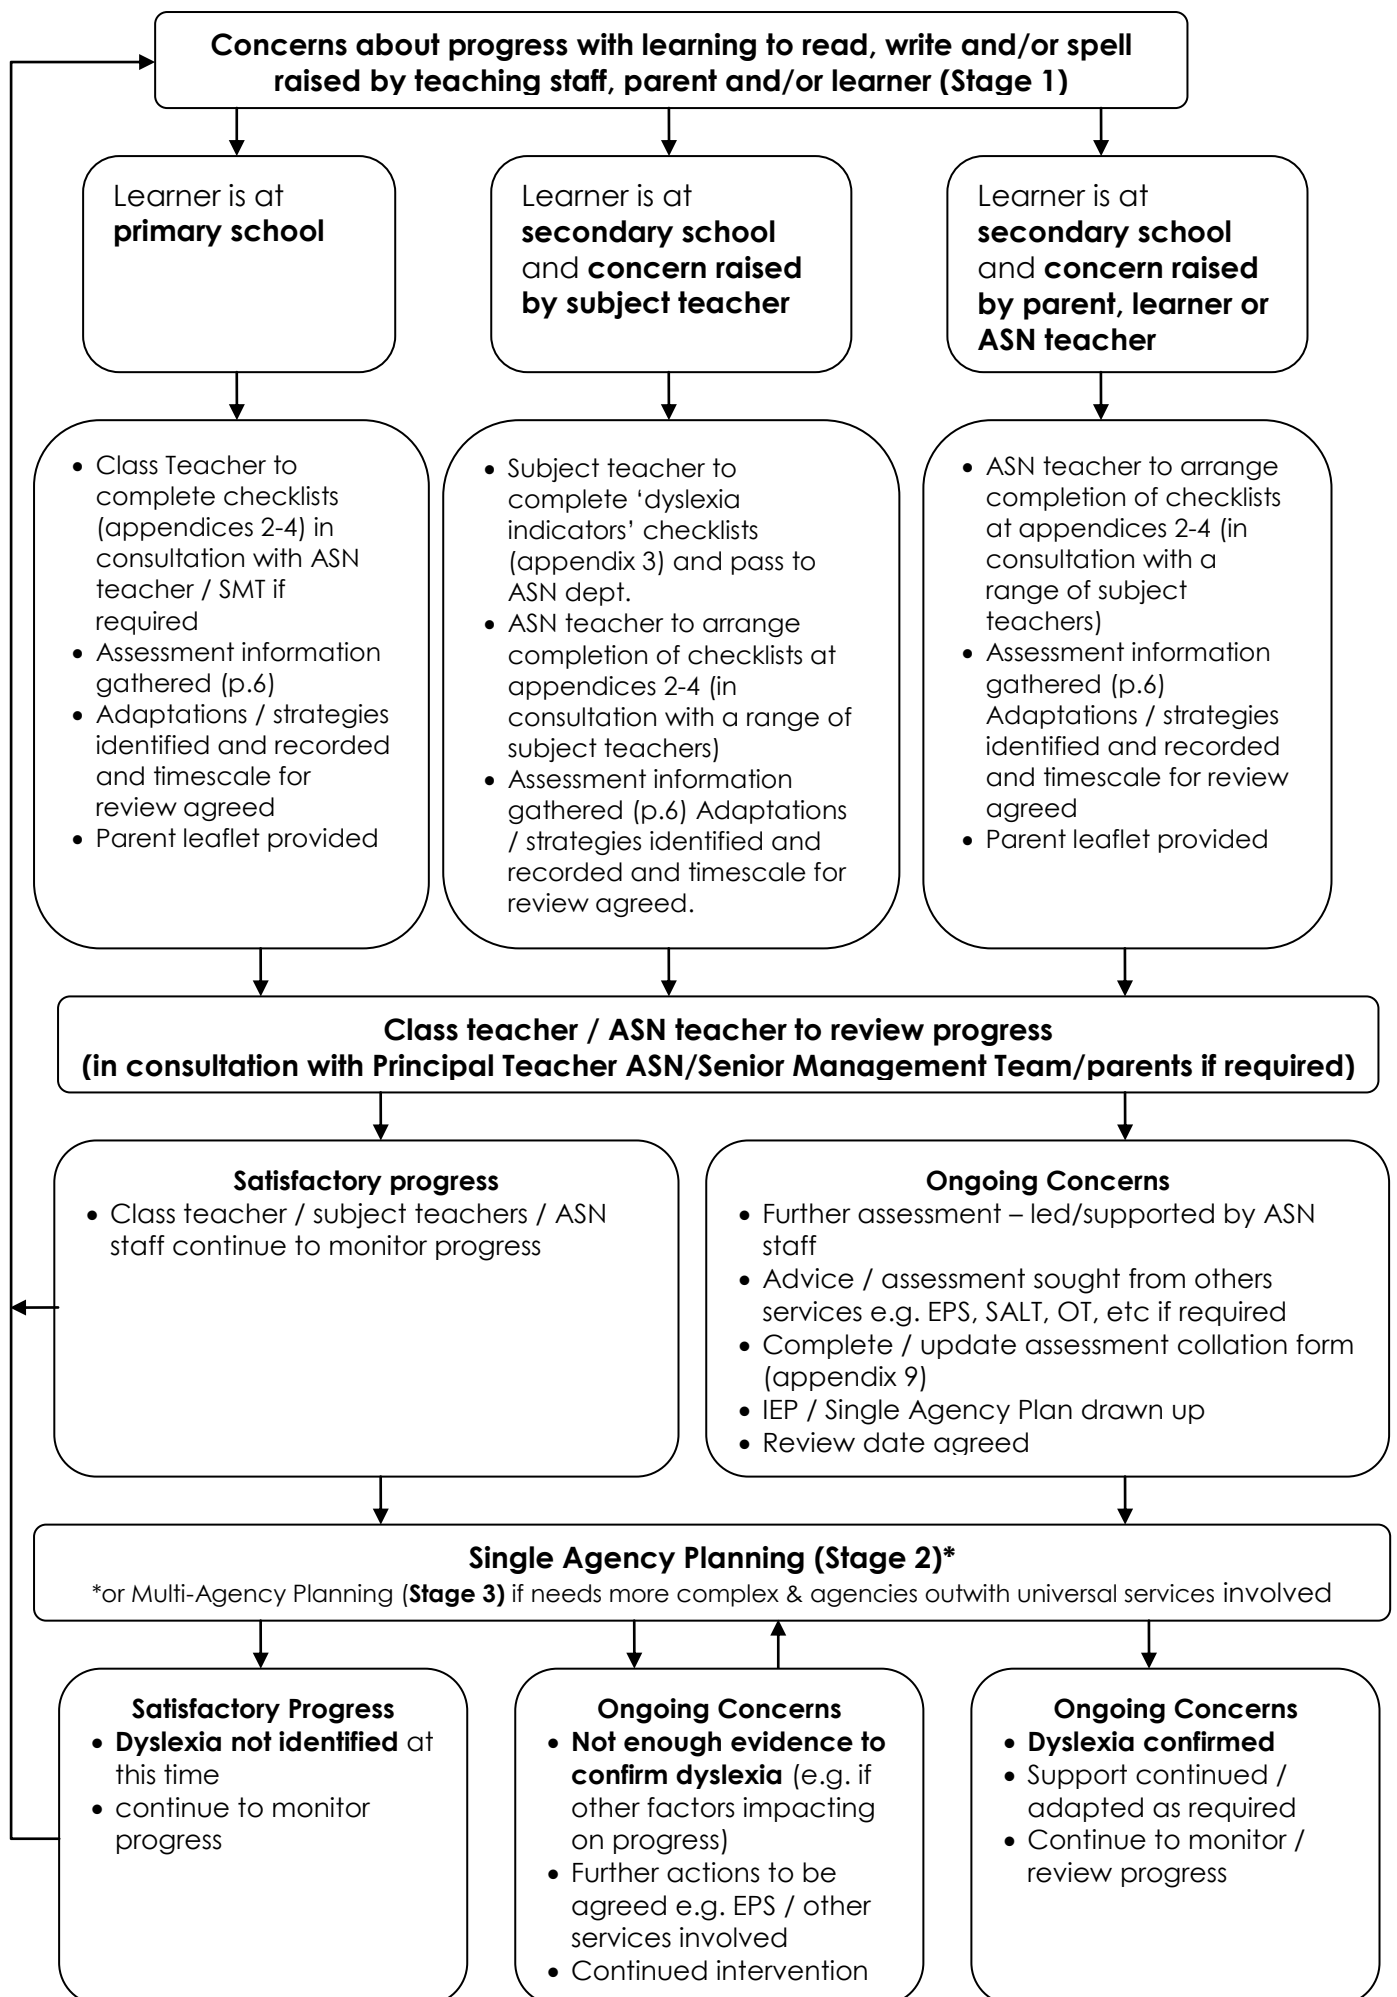 Concerns about progress with learning to read, write and/or spell
raised by teaching staff, parent and/or learner (Stage 1)
Learner is at
primary school
Learner is at
secondary school
and concern raised
by subject teacher
Learner is at
secondary school
and concern raised
by parent, learner or
ASN teacher
• Class Teacher to
complete checklists
(appendices 2-4) in
consultation with ASN
teacher / SMT if
required
• Assessment information
gathered (p.6)
• Adaptations / strategies
identified and recorded
and timescale for
review agreed
• Parent leaflet provided
• Subject teacher to
complete ‘dyslexia
indicators’ checklists
(appendix 3) and pass to
ASN dept.
• ASN teacher to arrange
completion of checklists at
appendices 2-4 (in
consultation with a range of
subject teachers)
• Assessment information
gathered (p.6) Adaptations
/ strategies identified and
recorded and timescale for
review agreed.
• ASN teacher to arrange
completion of checklists
at appendices 2-4 (in
consultation with a
range of subject
teachers)
• Assessment information
gathered (p.6)
Adaptations / strategies
identified and recorded
and timescale for review
agreed
• Parent leaflet provided
Class teacher / ASN teacher to review progress
(in consultation with Principal Teacher ASN/Senior Management Team/parents if required)
Satisfactory progress
• Class teacher / subject teachers / ASN
staff continue to monitor progress
Ongoing Concerns
• Further assessment – led/supported by ASN
staff
• Advice / assessment sought from others
services e.g. EPS, SALT, OT, etc if required
• Complete / update assessment collation form
(appendix 9)
• IEP / Single Agency Plan drawn up
• Review date agreed
Single Agency Planning (Stage 2)*
*or Multi-Agency Planning (Stage 3) if needs more complex & agencies outwith universal services involved
Satisfactory Progress
• Dyslexia not identified at
this time
• continue to monitor
progress
Ongoing Concerns
• Not enough evidence to
confirm dyslexia (e.g. if
other factors impacting
on progress)
• Further actions to be
agreed e.g. EPS / other
services involved
• Continued intervention
Ongoing Concerns
• Dyslexia confirmed
• Support continued /
adapted as required
• Continue to monitor /
review progress